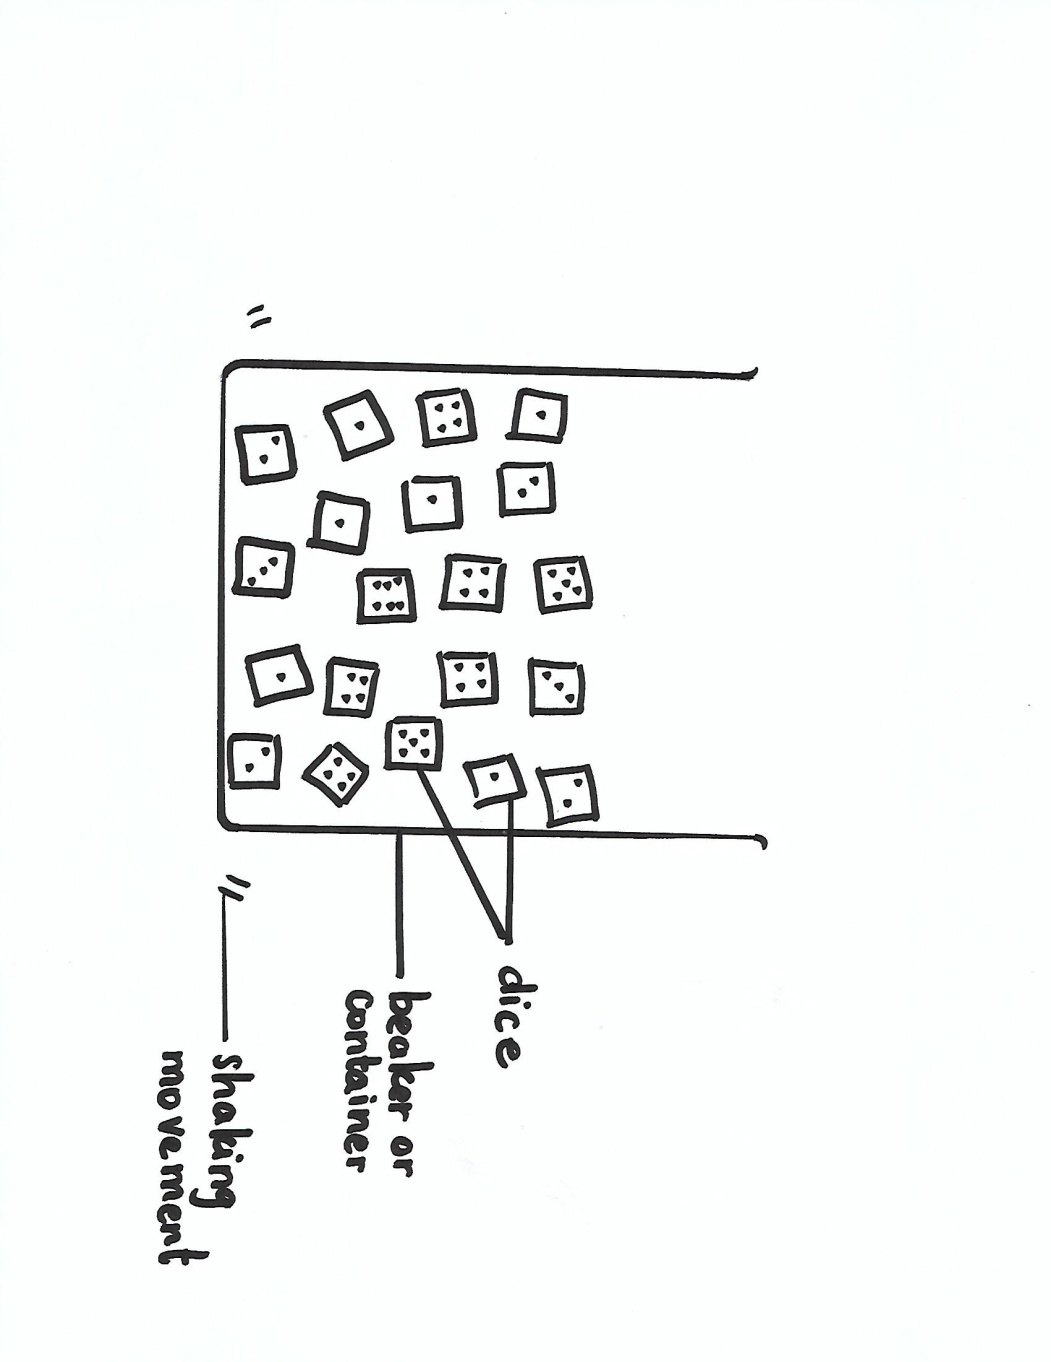 dice
beaker or
container
shaking
movement